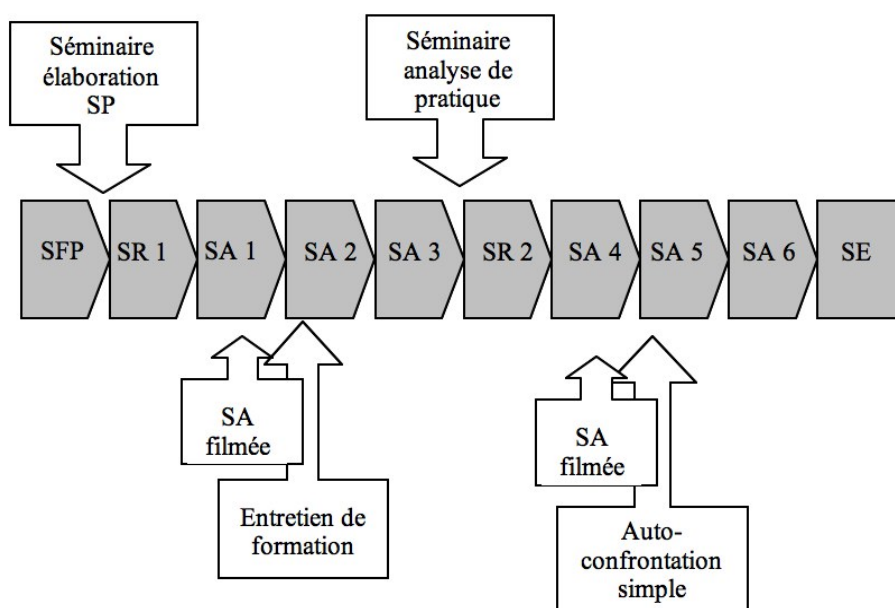 Séminaire
élaboration
SP
Séminaire
analyse de
pratique
SFP
SR 1
SA 1
SA 2
SA 3
SR 2
SA 4
SA 5
SA 6
SE
SA
filmée
Entretien de
formation
SA
filmée
Auto-
confrontation
simple